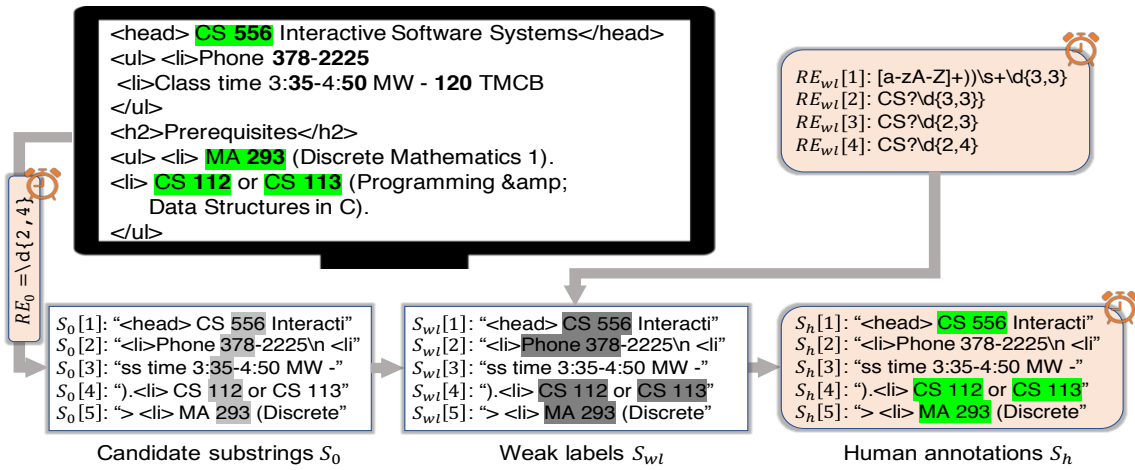 <head> CS 556 Interactive Software Systems</head>
<ul> <li>Phone 378-2225
<li>Class time 3:35-4:50 MW - 120 TMCB
</ul>
<h2>Prerequisites</h2>
<ul> <li> MA 293 (Discrete Mathematics 1).
<li> CS 112 or CS 113 (Programming &amp;
Data Structures in C).
</ul>
RE_wl[1]: [a-zA-Z]+))\s+\d{3,3}
RE_wl[2]: CS?\d{3,3}}
RE_wl[3]: CS?\d{2,3}
RE_wl[4]: CS?\d{2,4}
RE_0 =\d{2,4}
S_0[1]: “<head> CS 556 Interacti”
S_0[2]: “<li>Phone 378-2225\n <li”
S_0[3]: “ss time 3:35-4:50 MW -”
S_0[4]: “).<li> CS 112 or CS 113”
S_0[5]: “> <li> MA 293 (Discrete”
Candidate substrings S_0
S_wl[1]: “<head> CS 556 Interacti”
S_wl[2]: “<li>Phone 378-2225\n <li”
S_wl[3]: “ss time 3:35-4:50 MW -”
S_wl[4]: “).<li> CS 112 or CS 113”
S_wl[5]: “> <li> MA 293 (Discrete”
Weak labels S_wl
S_h[1]: “<head> CS 556 Interacti”
S_h[2]: “<li>Phone 378-2225\n <li”
S_h[3]: “ss time 3:35-4:50 MW -”
S_h[4]: “).<li> CS 112 or CS 113”
S_h[5]: “> <li> MA 293 (Discrete”
Human annotations S_h